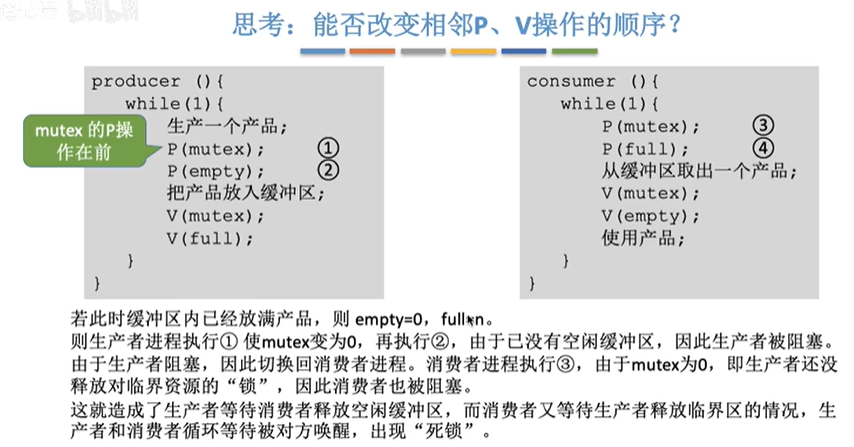 思考：能否改变相邻P、V操作的顺序？
producer (){
while(1){
生产一个产品;
P(mutex); ①
P(empty); ②
把产品放入缓冲区;
V(mutex);
V(full);
}
}
mutex 的P操
作在前
consumer (){
while(1){
P(mutex); ③
P(full); ④
从缓冲区取出一个产品;
V(mutex);
V(empty);
使用产品;
}
}
若此时缓冲区内已经放满产品，则 empty=0，full=n。
则生产者进程执行① 使mutex变为0，再执行②，由于已没有空闲缓冲区，因此生产者被阻塞。
由于生产者阻塞，因此切换回消费者进程。消费者进程执行③，由于mutex为0，即生产者还没
释放对临界资源的“锁”，因此消费者也被阻塞。
这就造成了生产者等待消费者释放空闲缓冲区，而消费者又等待生产者释放临界区的情况，生
产者和消费者循环等待被对方唤醒，出现“死锁”。